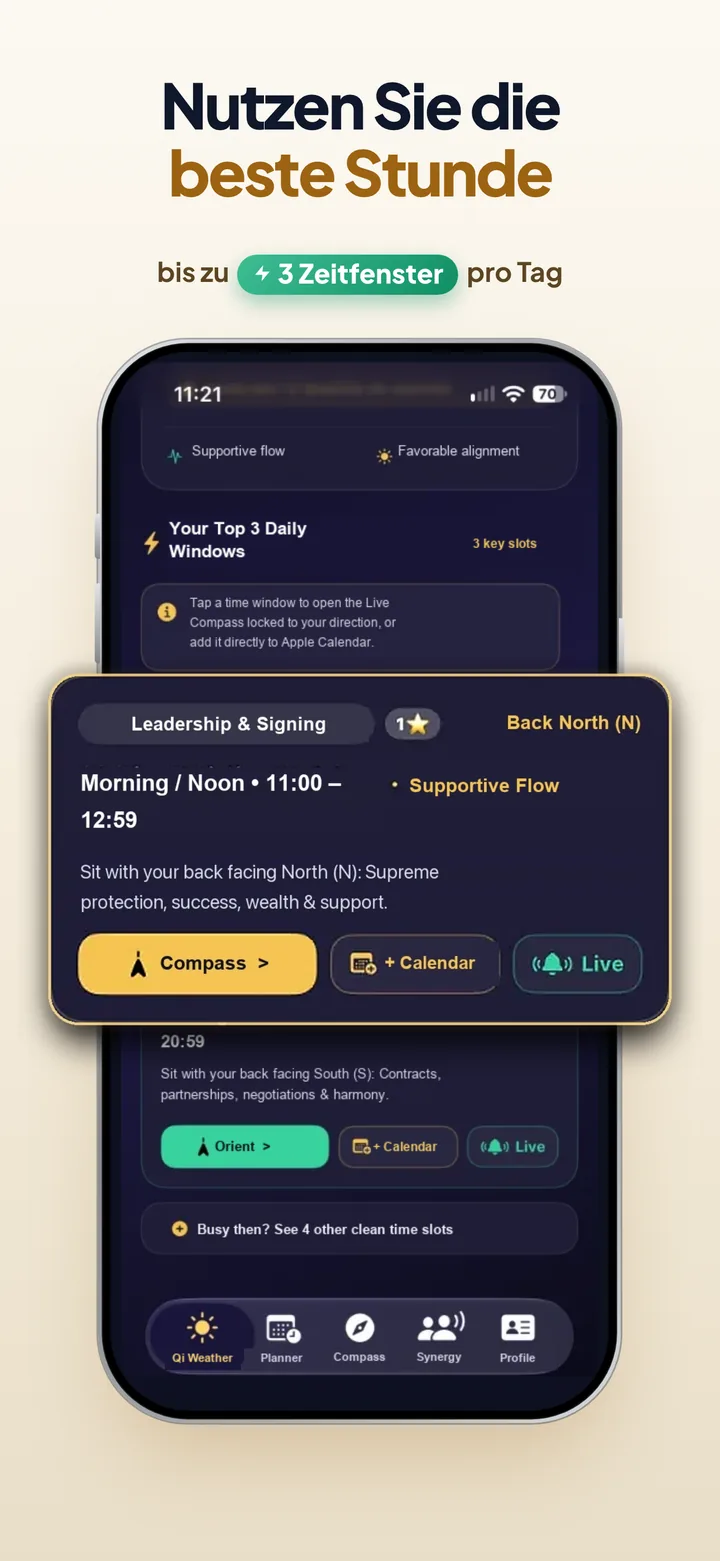 Nutzen Sie die
beste Stunde
bis zu 3 Zeitfenster pro Tag
11:21 70
Supportive flow Favorable alignment
Your Top 3 Daily
Windows
3 key slots
Tap a time window to open the Live
Compass locked to your direction, or
add it directly to Apple Calendar.
Leadership & Signing 1 Back North (N)
Morning / Noon • 11:00 –
12:59
• Supportive Flow
Sit with your back facing North (N): Supreme
protection, success, wealth & support.
Compass > + Calendar Live
20:59
Sit with your back facing South (S): Contracts,
partnerships, negotiations & harmony.
Orient > + Calendar Live
Busy then? See 4 other clean time slots
Qi Weather Planner Compass Synergy Profile